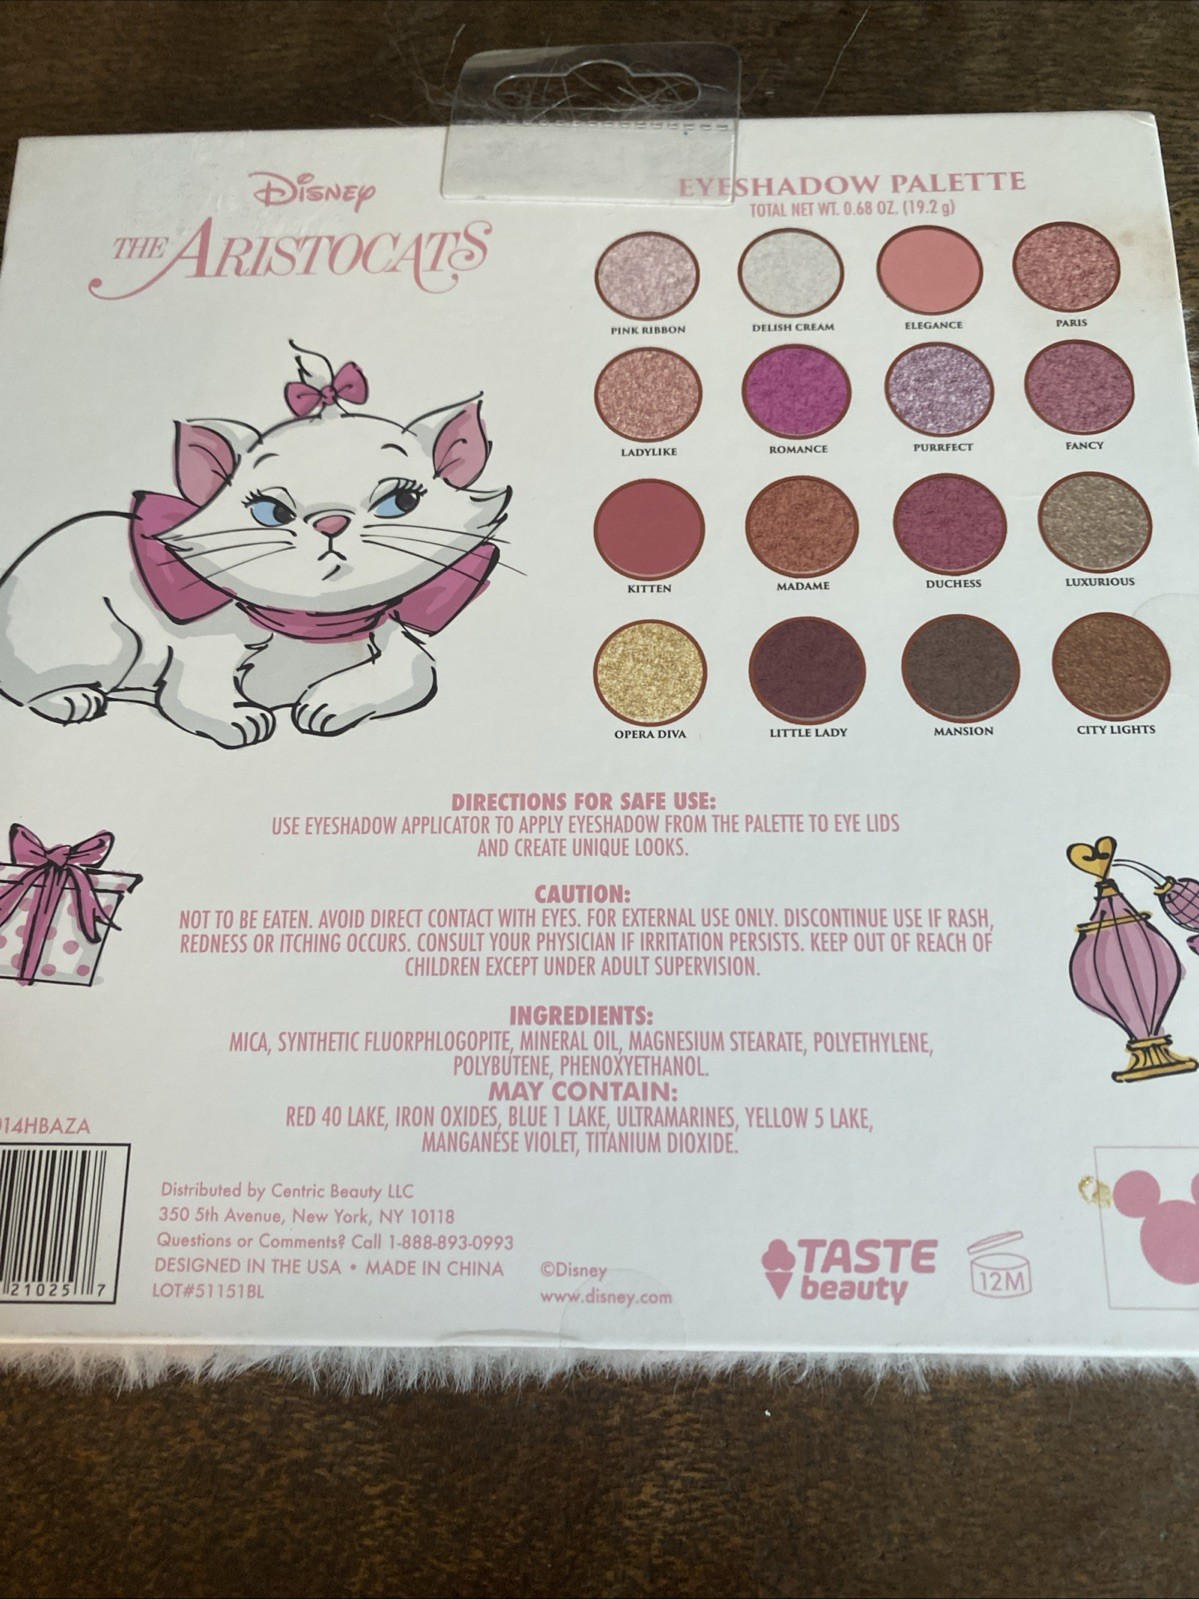 Disney
THE ARISTOCATS
EYESHADOW PALETTE
TOTAL NET WT. 0.68 OZ. (19.2 g)
PINK RIBBON
DELISH CREAM
ELEGANCE
PARIS
LADYLIKE
ROMANCE
PURRFECT
FANCY
KITTEN
MADAME
DUCHESS
LUXURIOUS
OPERA DIVA
LITTLE LADY
MANSION
CITY LIGHTS
DIRECTIONS FOR SAFE USE:
USE EYESHADOW APPLICATOR TO APPLY EYESHADOW FROM THE PALETTE TO EYE LIDS
AND CREATE UNIQUE LOOKS.
CAUTION:
NOT TO BE EATEN. AVOID DIRECT CONTACT WITH EYES. FOR EXTERNAL USE ONLY. DISCONTINUE USE IF RASH,
REDNESS OR ITCHING OCCURS. CONSULT YOUR PHYSICIAN IF IRRITATION PERSISTS. KEEP OUT OF REACH OF
CHILDREN EXCEPT UNDER ADULT SUPERVISION.
INGREDIENTS:
MICA, SYNTHETIC FLUORPHLOGOPITE, MINERAL OIL, MAGNESIUM STEARATE, POLYETHYLENE,
POLYBUTENE, PHENOXYETHANOL.
MAY CONTAIN:
RED 40 LAKE, IRON OXIDES, BLUE 1 LAKE, ULTRAMARINES, YELLOW 5 LAKE,
MANGANESE VIOLET, TITANIUM DIOXIDE.
14HBAZA
21025 7
Distributed by Centric Beauty LLC
350 5th Avenue, New York, NY 10118
Questions or Comments? Call 1-888-893-0993
DESIGNED IN THE USA • MADE IN CHINA
LOT#51151BL
©Disney
www.disney.com
TASTE
beauty
12M